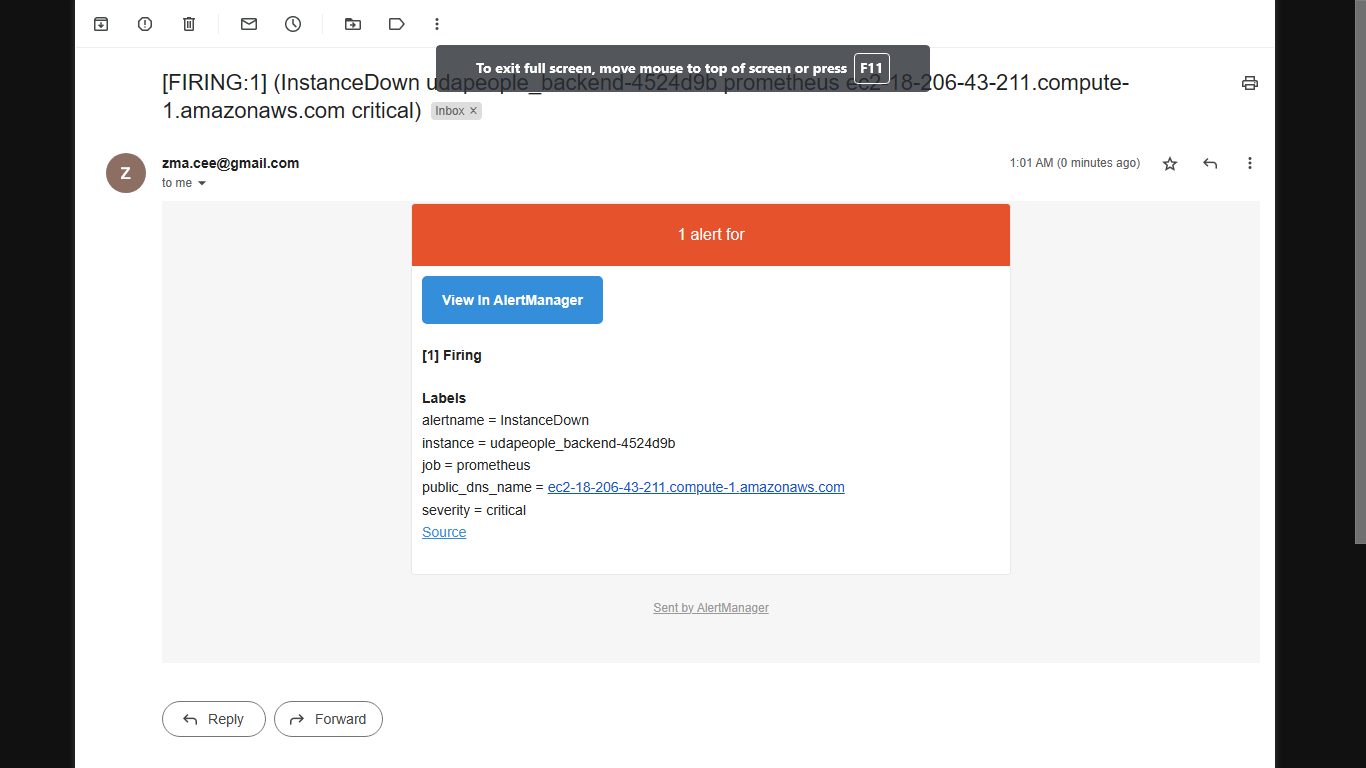 To exit full screen, move mouse to top of screen or press F11
[FIRING:1] (InstanceDown udapeople_backend-4524d9b prometheus ec2-18-206-43-211.compute-
1.amazonaws.com critical) Inbox ×
Z
zma.cee@gmail.com
1:01 AM (0 minutes ago)
to me
1 alert for
View In AlertManager
[1] Firing
Labels
alertname = InstanceDown
instance = udapeople_backend-4524d9b
job = prometheus
public_dns_name = ec2-18-206-43-211.compute-1.amazonaws.com
severity = critical
Source
Sent by AlertManager
Reply
Forward